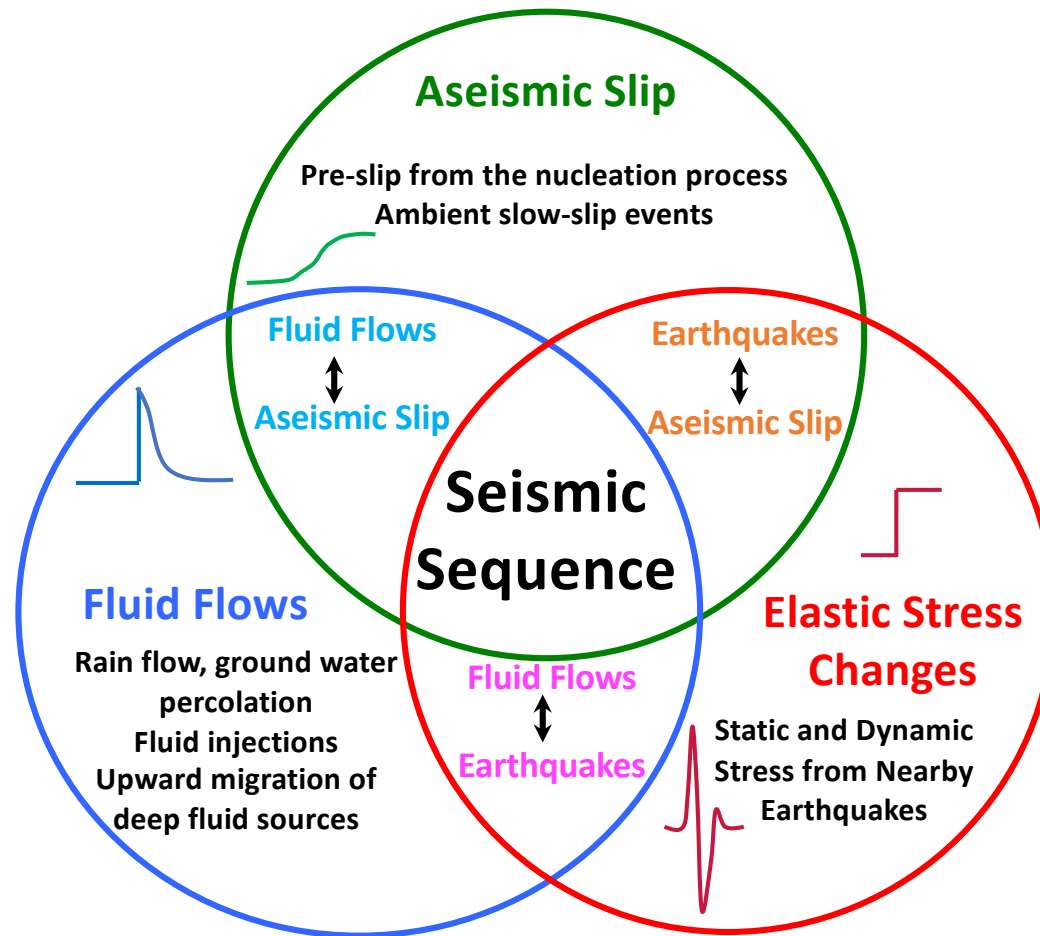 Aseismic Slip
Pre-slip from the nucleation process
Ambient slow-slip events
Fluid Flows
Aseismic Slip
Earthquakes
Aseismic Slip
Seismic
Sequence
Fluid Flows
Rain flow, ground water
percolation
Fluid injections
Upward migration of
deep fluid sources
Elastic Stress
Changes
Static and Dynamic
Stress from Nearby
Earthquakes
Fluid Flows
Earthquakes